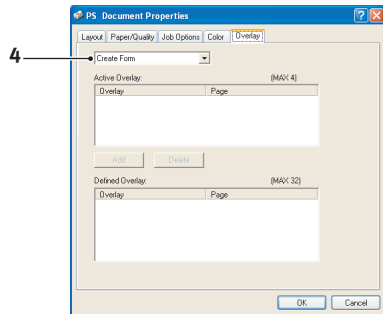 PS Document Properties
Layout Paper/Quality Job Options Color Overlay
4
Create Form
Active Overlay: (MAX 4)
Overlay Page
Add Delete
Defined Overlay: (MAX 32)
Overlay Page
OK Cancel